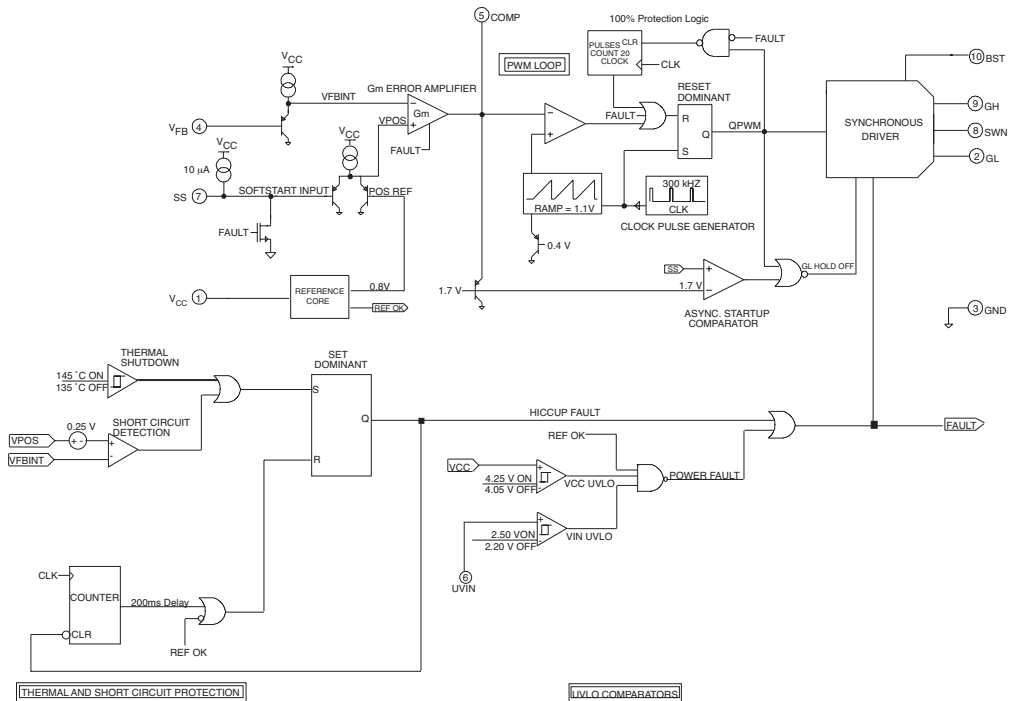 5 COMP
100% Protection Logic
PULSES CLR
COUNT 20
CLOCK
CLK
FAULT
PWM LOOP
10 BST
VCC
Gm ERROR AMPLIFIER
VFBINT
− Gm +
VPOS
FAULT
VFB 4
FAULT
RESET
DOMINANT
R
Q
S
QPWM
SYNCHRONOUS
DRIVER
9 GH
8 SWN
2 GL
−
+
VCC
10 μA
VCC
SS 7
SOFTSTART INPUT
POS REF
FAULT
RAMP = 1.1V
300 kHZ
CLK
CLOCK PULSE GENERATOR
0.4 V
SS
+
−
1.7 V
1.7 V
GL HOLD OFF
ASYNC. STARTUP
COMPARATOR
VCC 1
REFERENCE
CORE
0.8V
REF OK
3 GND
THERMAL
SHUTDOWN
145 ˚C ON
135 ˚C OFF
SET
DOMINANT
S
Q
R
0.25 V
+ -
SHORT CIRCUIT
DETECTION
VPOS
+
-
VFBINT
HICCUP FAULT
REF OK
FAULT
VCC
+
-
4.25 V ON
4.05 V OFF
VCC UVLO
POWER FAULT
+
-
2.50 VON
2.20 V OFF
VIN UVLO
6
UVIN
CLK
COUNTER
CLR
200ms Delay
REF OK
THERMAL AND SHORT CIRCUIT PROTECTION
UVLO COMPARATORS